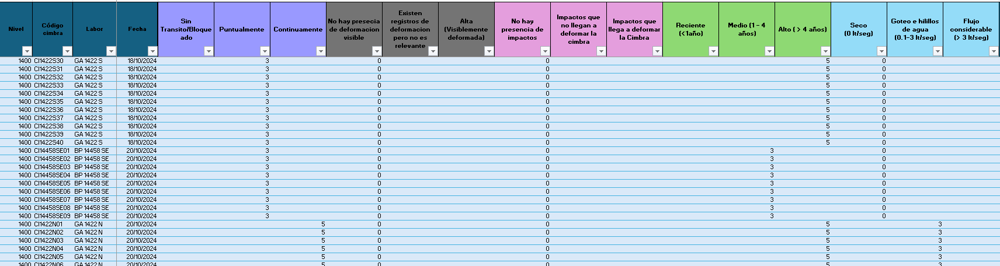 Nivel Código cimbra Labor Fecha Sin Transito/Bloqueado Puntualmente Continuamente No hay presecia de deformacion visible Existen registros de deformacion pero no es relevante Alta (Visiblemente deformada) No hay presencia de impactos Impactos que no llegan a deformar la cimbra Impactos que llega a deformar la Cimbra Reciente (<1año) Medio (1 - 4 años) Alto ( > 4 años) Seco (0 lt/seg) Goteo e hilillos de agua (0.1-3 lt/seg) Flujo considerable (> 3 lt/seg)
1400 CI1422S30 GA 1422 S 18/10/2024 3 0 0 5 0
1400 CI1422S31 GA 1422 S 18/10/2024 3 0 0 5 0
1400 CI1422S32 GA 1422 S 18/10/2024 3 0 0 5 0
1400 CI1422S33 GA 1422 S 18/10/2024 3 0 0 5 0
1400 CI1422S34 GA 1422 S 18/10/2024 3 0 0 5 0
1400 CI1422S35 GA 1422 S 18/10/2024 3 0 0 5 0
1400 CI1422S36 GA 1422 S 18/10/2024 3 0 0 5 0
1400 CI1422S37 GA 1422 S 18/10/2024 3 0 0 5 0
1400 CI1422S38 GA 1422 S 18/10/2024 3 0 0 5 0
1400 CI1422S39 GA 1422 S 18/10/2024 3 0 0 5 0
1400 CI1422S40 GA 1422 S 18/10/2024 3 0 0 5 0
1400 CI14458SE01 BP 14458 SE 20/10/2024 3 0 0 3 0
1400 CI14458SE02 BP 14458 SE 20/10/2024 3 0 0 3 0
1400 CI14458SE03 BP 14458 SE 20/10/2024 3 0 0 3 0
1400 CI14458SE04 BP 14458 SE 20/10/2024 3 0 0 3 0
1400 CI14458SE05 BP 14458 SE 20/10/2024 3 0 0 3 0
1400 CI14458SE06 BP 14458 SE 20/10/2024 3 0 0 3 0
1400 CI14458SE07 BP 14458 SE 20/10/2024 3 0 0 3 0
1400 CI14458SE08 BP 14458 SE 20/10/2024 3 0 0 3 0
1400 CI14458SE09 BP 14458 SE 20/10/2024 3 0 0 3 0
1400 CI1422N01 GA 1422 N 20/10/2024 5 0 0 5 3
1400 CI1422N02 GA 1422 N 20/10/2024 5 0 0 5 3
1400 CI1422N03 GA 1422 N 20/10/2024 5 0 0 5 3
1400 CI1422N04 GA 1422 N 20/10/2024 5 0 0 5 3
1400 CI1422N05 GA 1422 N 20/10/2024 5 0 0 5 3
1400 CI1422N06 GA 1422 N 20/10/2024 5 0 0 5 3